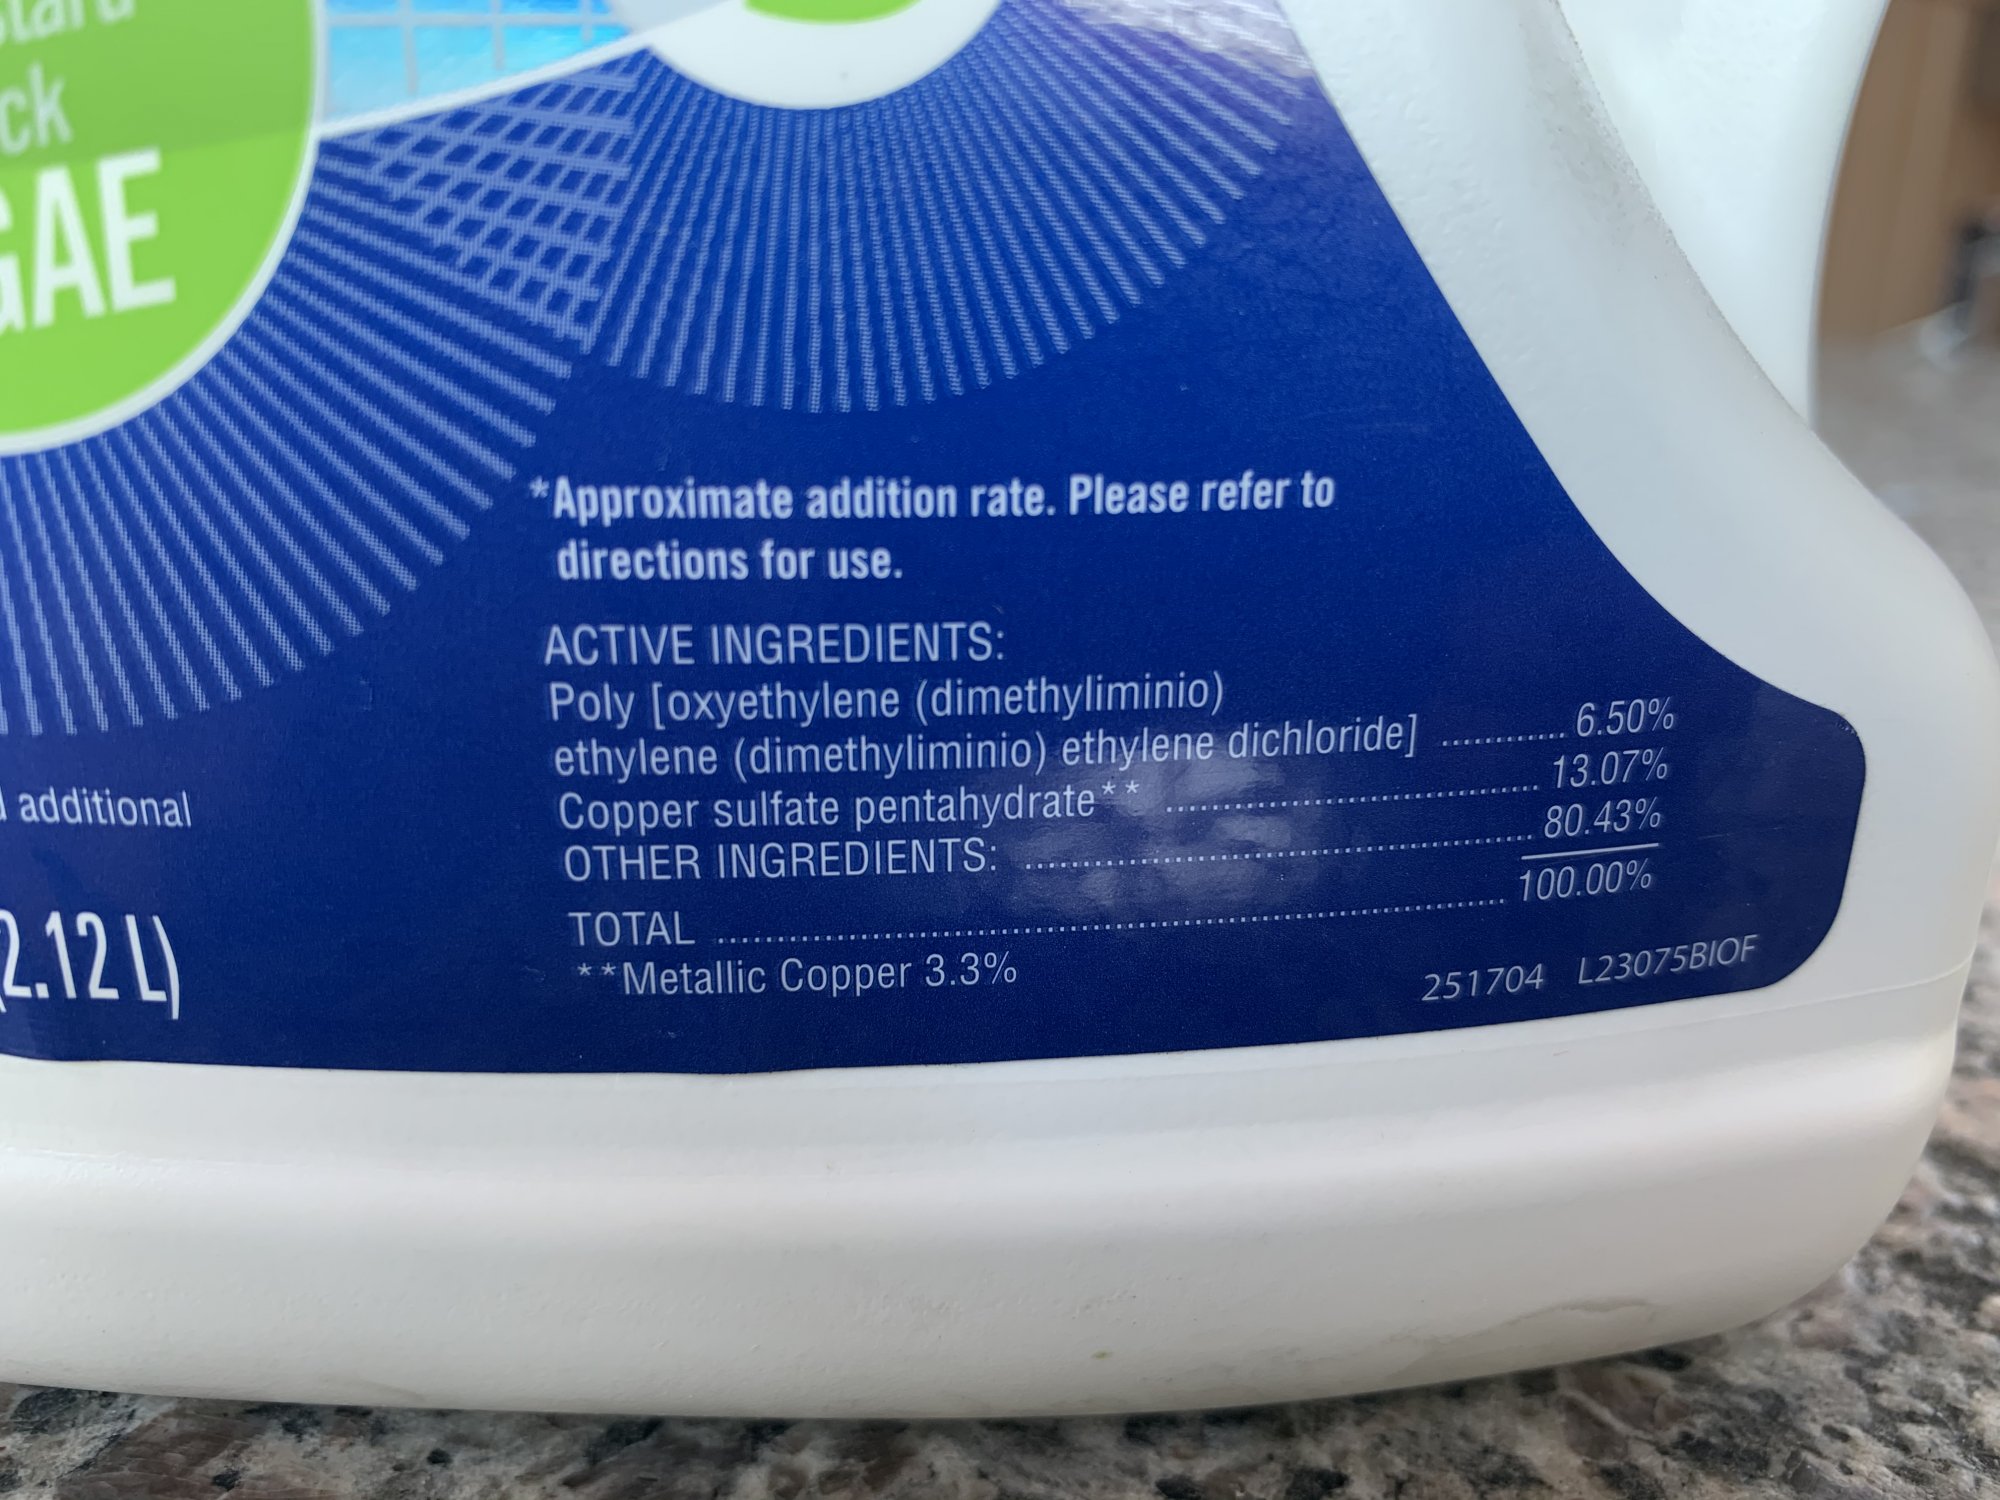 ck
GAE
*Approximate addition rate. Please refer to
directions for use.
ACTIVE INGREDIENTS:
Poly [oxyethylene (dimethyliminio)
ethylene (dimethyliminio) ethylene dichloride] ............. 6.50%
Copper sulfate pentahydrate** ............. 13.07%
OTHER INGREDIENTS: ............. 80.43%
TOTAL ............. 100.00%
**Metallic Copper 3.3%
251704 L23075BIOF
additional
(2.12 L)